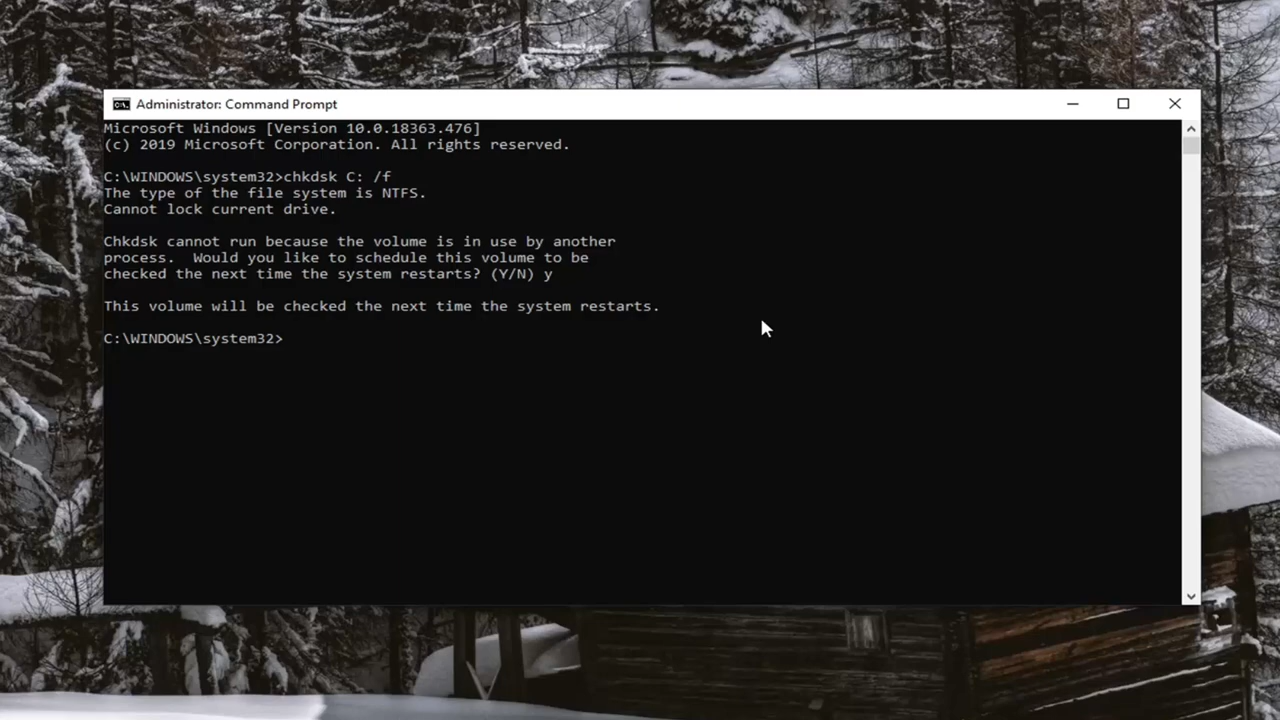 Administrator: Command Prompt
Microsoft Windows [Version 10.0.18363.476]
(c) 2019 Microsoft Corporation. All rights reserved.
C:\WINDOWS\system32>chkdsk C: /f
The type of the file system is NTFS.
Cannot lock current drive.
Chkdsk cannot run because the volume is in use by another
process.  Would you like to schedule this volume to be
checked the next time the system restarts? (Y/N) y
This volume will be checked the next time the system restarts.
C:\WINDOWS\system32>